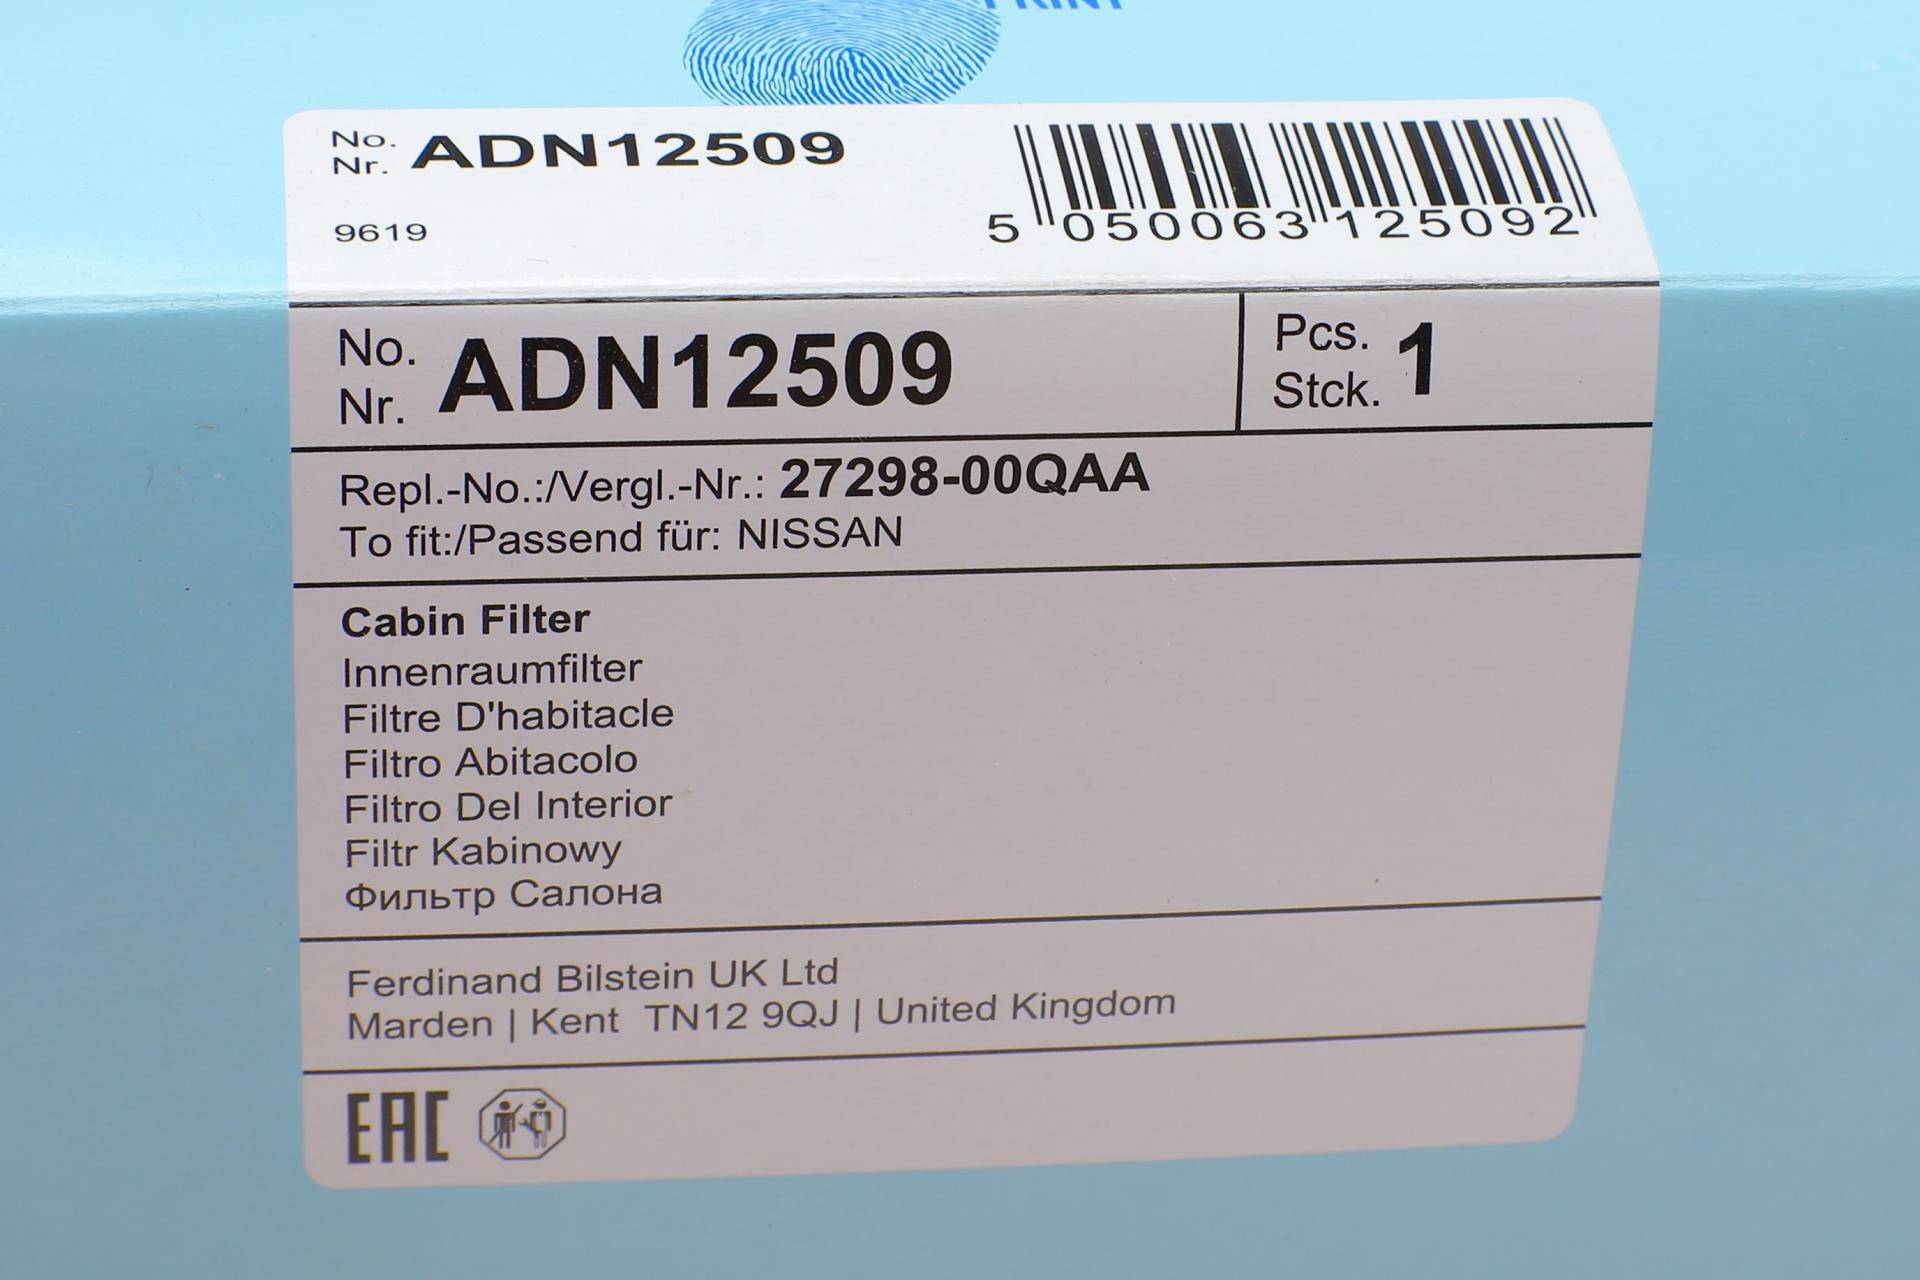 PRINT
No.
Nr. ADN12509
9619
5 050063 125092
No.
Nr. ADN12509
Pcs.
Stck. 1
Repl.-No.:/Vergl.-Nr.: 27298-00QAA
To fit:/Passend für: NISSAN
Cabin Filter
Innenraumfilter
Filtre D'habitacle
Filtro Abitacolo
Filtro Del Interior
Filtr Kabinowy
Фильтр Салона
Ferdinand Bilstein UK Ltd
Marden | Kent TN12 9QJ | United Kingdom
EAC